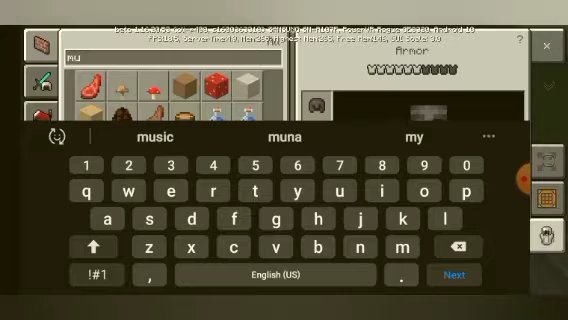 Armor
mu
music
muna
my
1 2 3 4 5 6 7 8 9 0
q w e r t y u i o p
a s d f g h j k l
z x c v b n m
!#1 , English (US) . Next